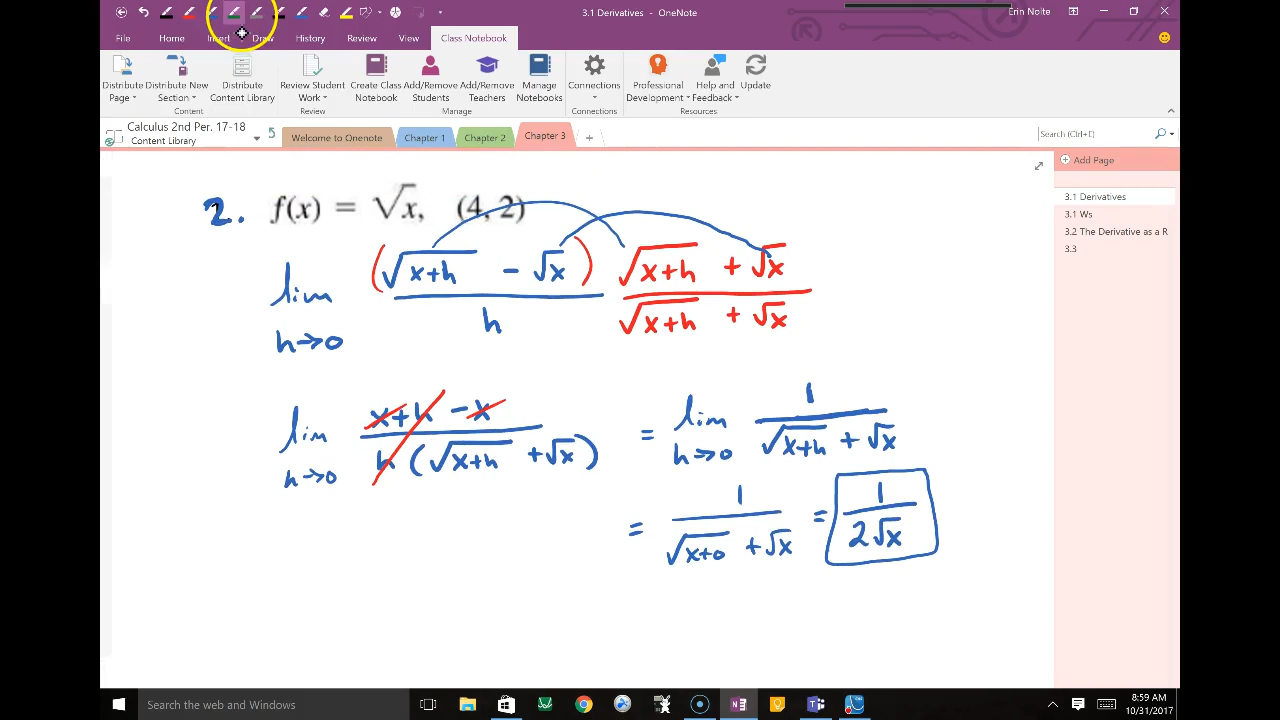 3.1 Derivatives - OneNote
Erin Nolte
File Home Insert Draw History Review View Class Notebook
Distribute Page Distribute New Section Distribute Content Library Review Student Work Create Class Notebook Add/Remove Students Add/Remove Teachers Manage Notebooks Connections Professional Development Help and Feedback Update
Content Review Manage Connections Resources
Calculus 2nd Per. 17-18
Content Library
Welcome to Onenote Chapter 1 Chapter 2 Chapter 3 +
Search (Ctrl+E)
Add Page
3.1 Derivatives
3.1 Ws
3.2 The Derivative as a R
3.3
2. f(x) = √x, (4, 2)
lim h→0 (√(x+h) - √x)/h (√(x+h) + √x)/(√(x+h) + √x)
lim h→0 (x+h - x)/(h(√(x+h) + √x)) = lim h→0 1/(√(x+h) + √x)
= 1/(√(x+0) + √x) = 1/(2√x)
Search the web and Windows
8:59 AM
10/31/2017